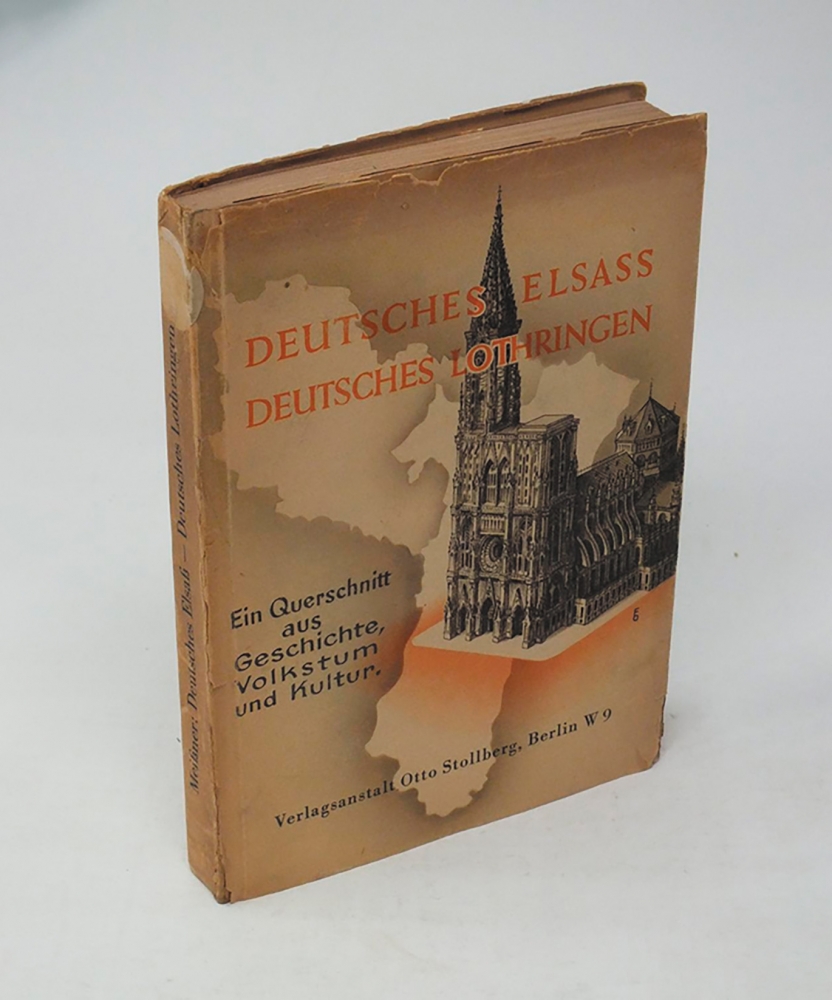 DEUTSCHES ELSASS
DEUTSCHES LOTHRINGEN
Ein Querschnitt
aus
Geschichte,
Volkstum
und Kultur.
Verlagsanstalt Otto Stollberg, Berlin W 9
Meißner: Deutsches Elsaß – Deutsches Lothringen